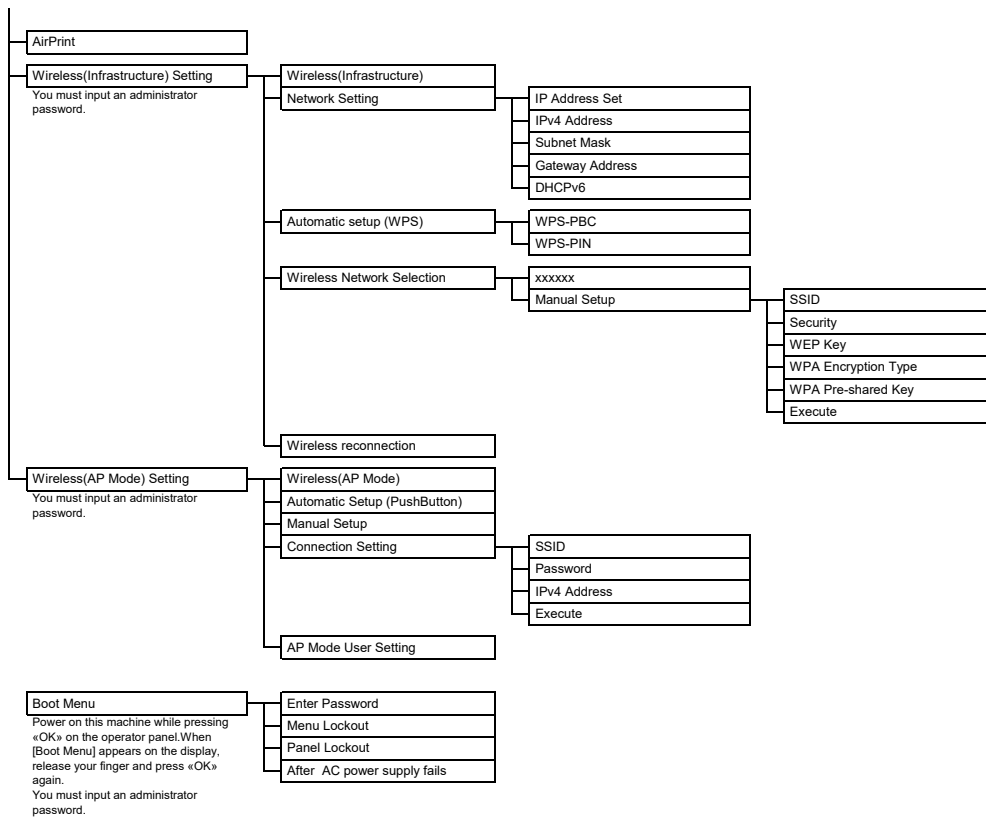 AirPrint
Wireless(Infrastructure) Setting
You must input an administrator
password.
Wireless(Infrastructure)
Network Setting
IP Address Set
IPv4 Address
Subnet Mask
Gateway Address
DHCPv6
Automatic setup (WPS)
WPS-PBC
WPS-PIN
Wireless Network Selection
xxxxxx
Manual Setup
SSID
Security
WEP Key
WPA Encryption Type
WPA Pre-shared Key
Execute
Wireless reconnection
Wireless(AP Mode) Setting
You must input an administrator
password.
Wireless(AP Mode)
Automatic Setup (PushButton)
Manual Setup
Connection Setting
SSID
Password
IPv4 Address
Execute
AP Mode User Setting
Boot Menu
Power on this machine while pressing
«OK» on the operator panel.When
[Boot Menu] appears on the display,
release your finger and press «OK»
again.
You must input an administrator
password.
Enter Password
Menu Lockout
Panel Lockout
After  AC power supply fails